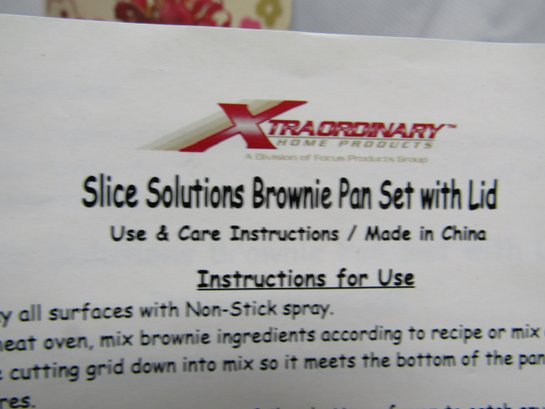 XTRAORDINARY™
HOME PRODUCTS
A Division of Focus Products Group
Slice Solutions Brownie Pan Set with Lid
Use & Care Instructions / Made in China
Instructions for Use
y all surfaces with Non-Stick spray.
heat oven, mix brownie ingredients according to recipe or mix
cutting grid down into mix so it meets the bottom of the pan
res.